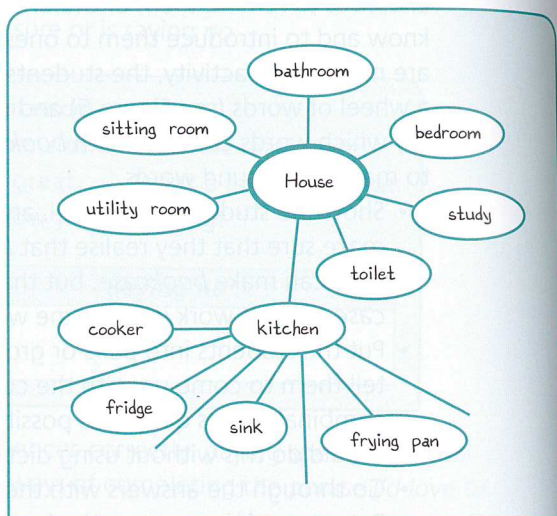 bathroom
sitting room
bedroom
House
utility room
study
toilet
cooker
kitchen
fridge
sink
frying pan